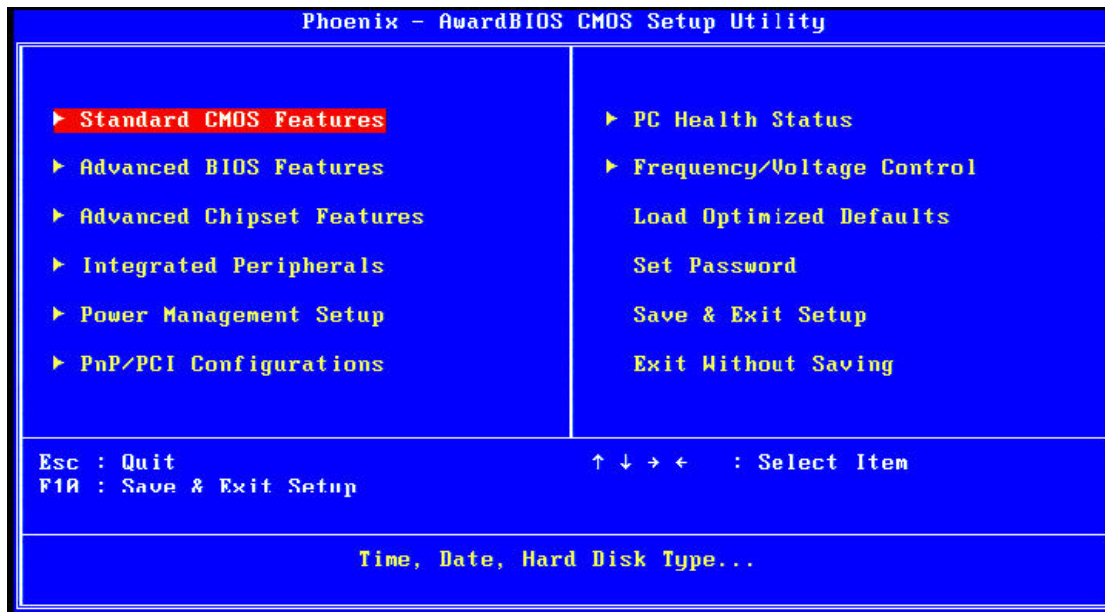 Phoenix - AwardBIOS CMOS Setup Utility
Standard CMOS Features
Advanced BIOS Features
Advanced Chipset Features
Integrated Peripherals
Power Management Setup
PnP/PCI Configurations
PC Health Status
Frequency/Voltage Control
Load Optimized Defaults
Set Password
Save & Exit Setup
Exit Without Saving
Esc : Quit
F10 : Save & Exit Setup
↑ ↓ → ← : Select Item
Time, Date, Hard Disk Type...